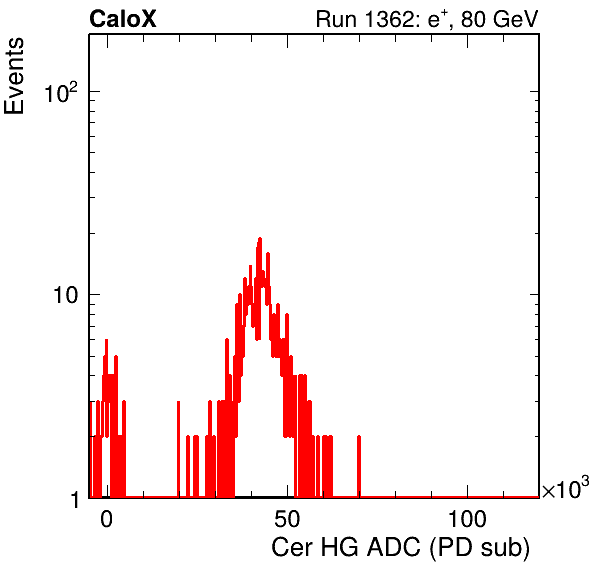 CaloX Run 1362: e⁺, 80 GeV
Events
10²
10
1
0 50 100 ×10³
Cer HG ADC (PD sub)